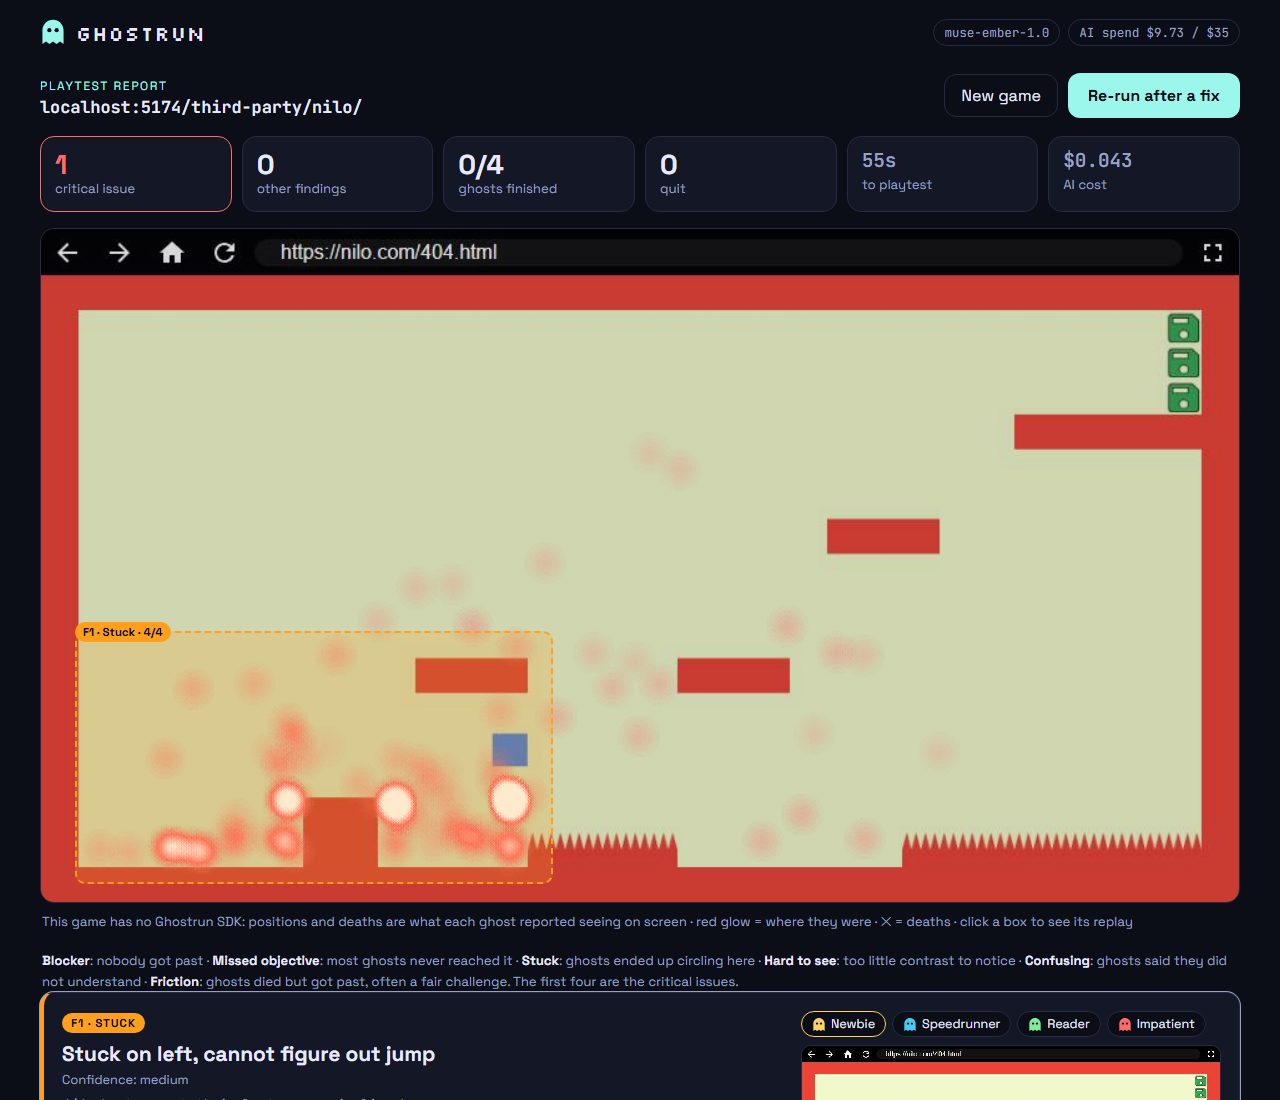 GHOSTRUN
muse-ember-1.0
AI spend $9.73 / $35
PLAYTEST REPORT
localhost:5174/third-party/nilo/
New game
Re-run after a fix
1
critical issue
0
other findings
0/4
ghosts finished
0
quit
55s
to playtest
$0.043
AI cost
https://nilo.com/404.html
F1 · Stuck · 4/4
This game has no Ghostrun SDK: positions and deaths are what each ghost reported seeing on screen · red glow = where they were · X = deaths · click a box to see its replay
Blocker: nobody got past · Missed objective: most ghosts never reached it · Stuck: ghosts ended up circling here · Hard to see: too little contrast to notice · Confusing: ghosts said they did
not understand · Friction: ghosts died but got past, often a fair challenge. The first four are the critical issues.
F1 · STUCK
Stuck on left, cannot figure out jump
Confidence: medium
Newbie
Speedrunner
Reader
Impatient
https://nilo.com/404.html